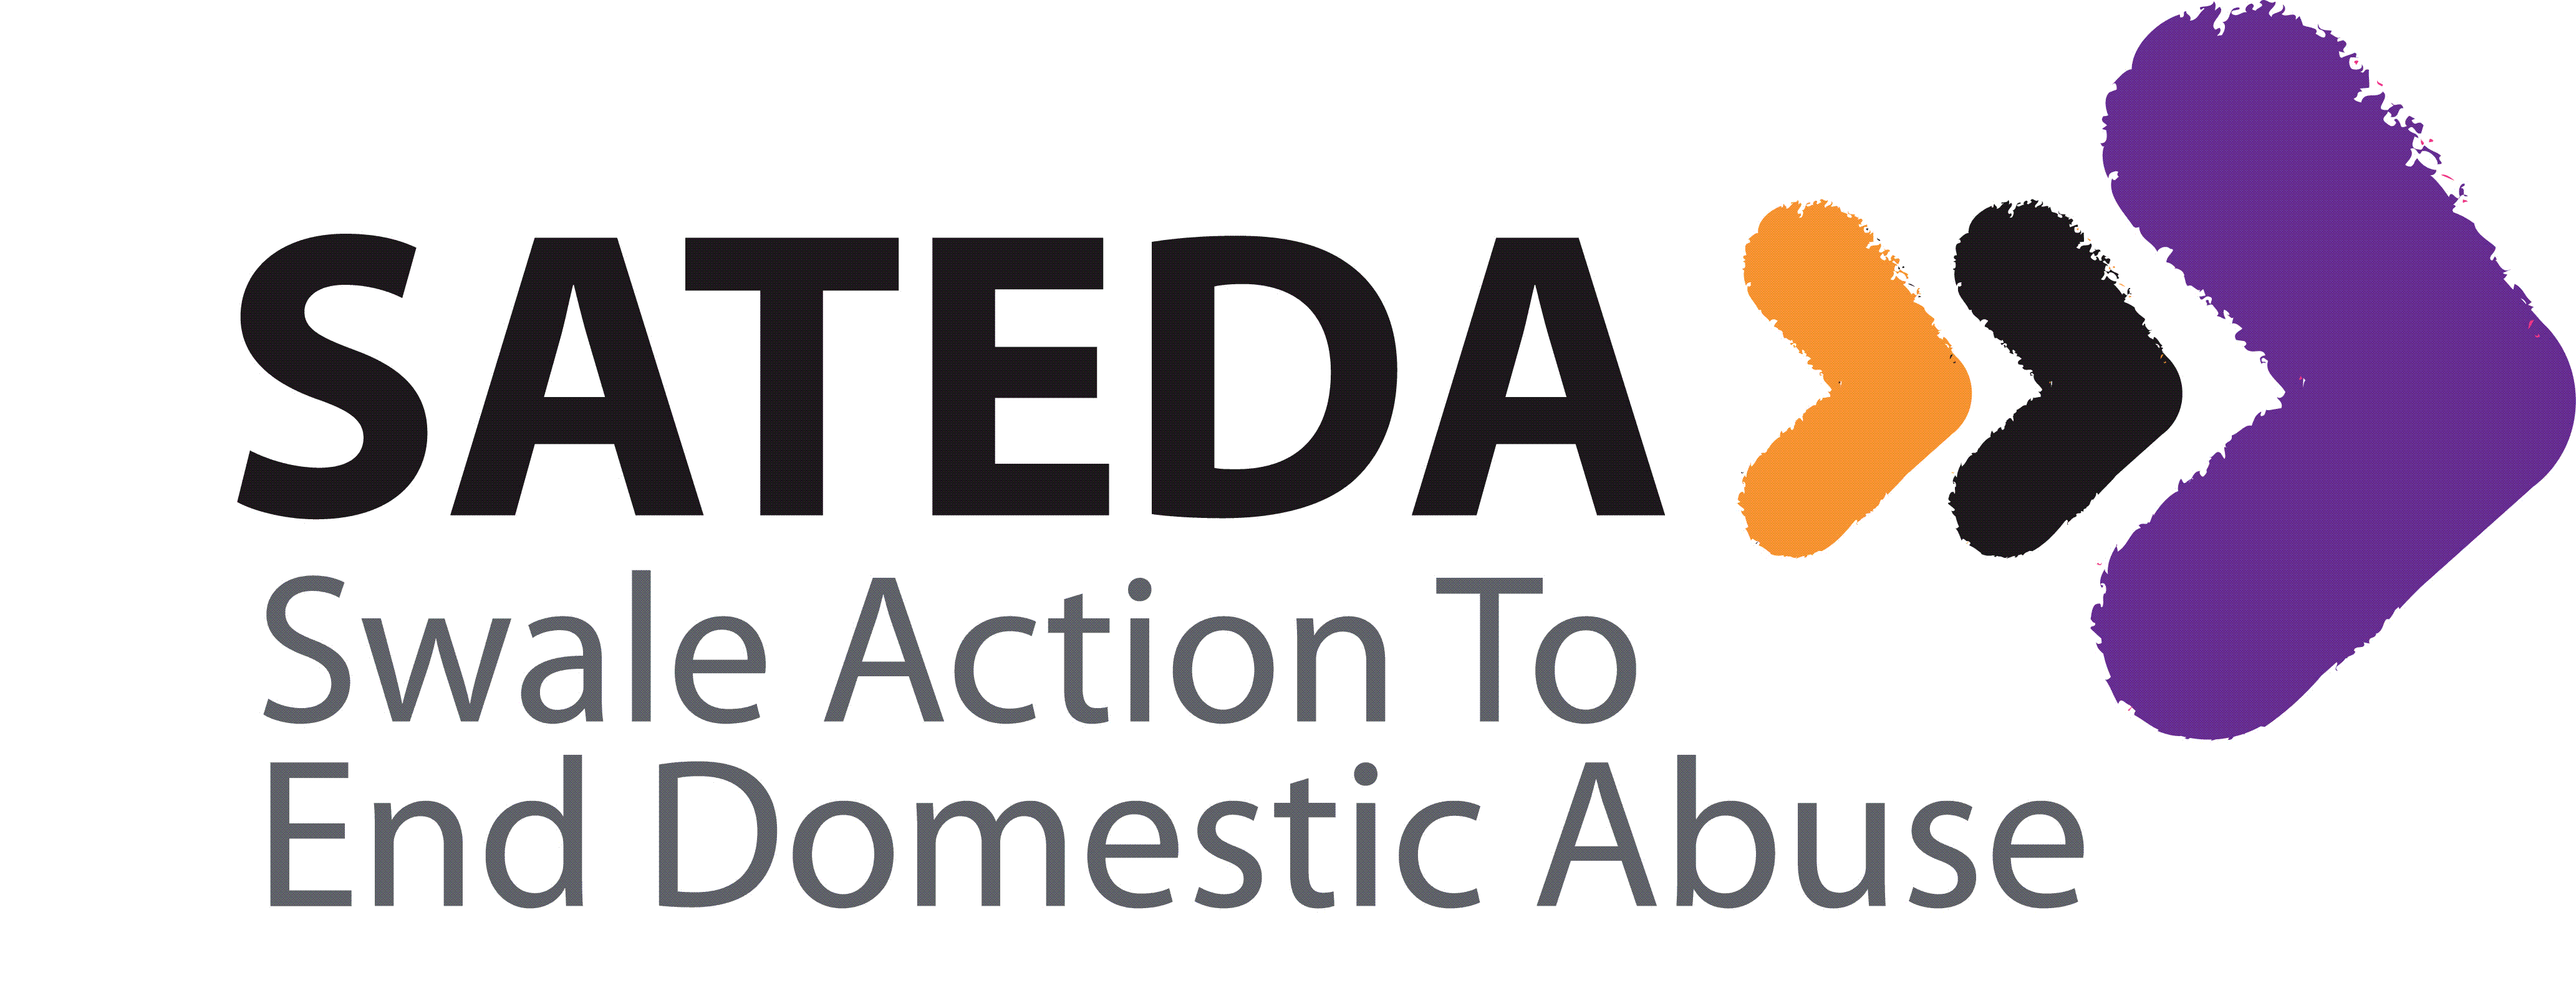 SATEDA
Swale Action To
End Domestic Abuse